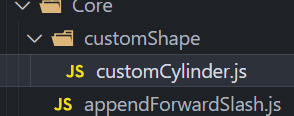 Core
customShape
JS customCylinder.js
JS appendForwardSlash.js